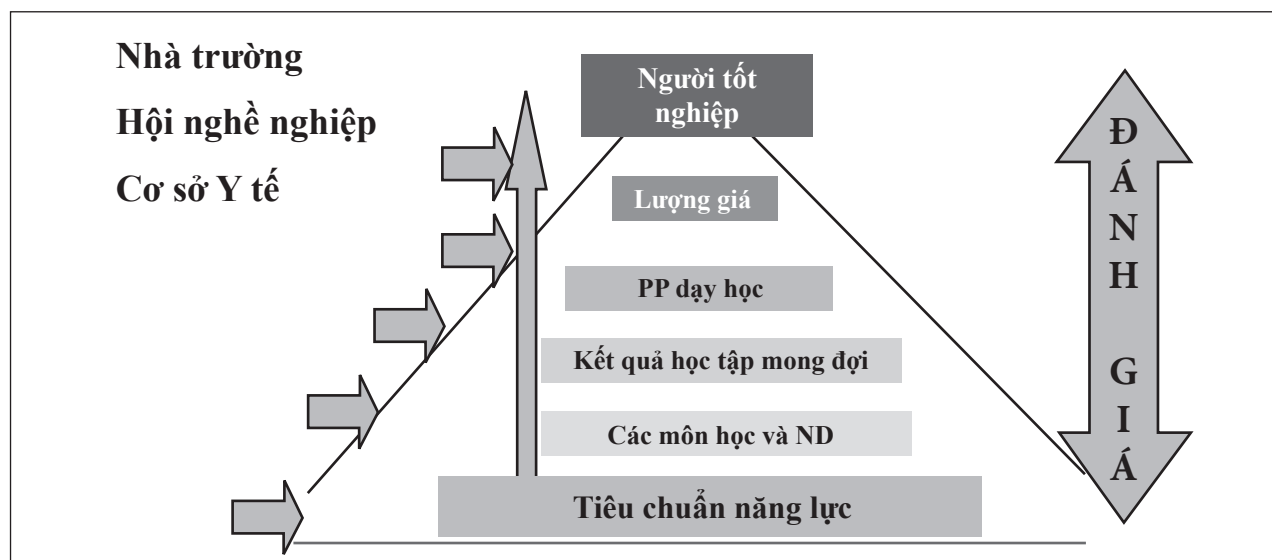 Nhà trường
Hội nghề nghiệp
Cơ sở Y tế
Người tốt
nghiệp
Lượng giá
PP dạy học
Kết quả học tập mong đợi
Các môn học và ND
Tiêu chuẩn năng lực
ĐÁNH GIÁ